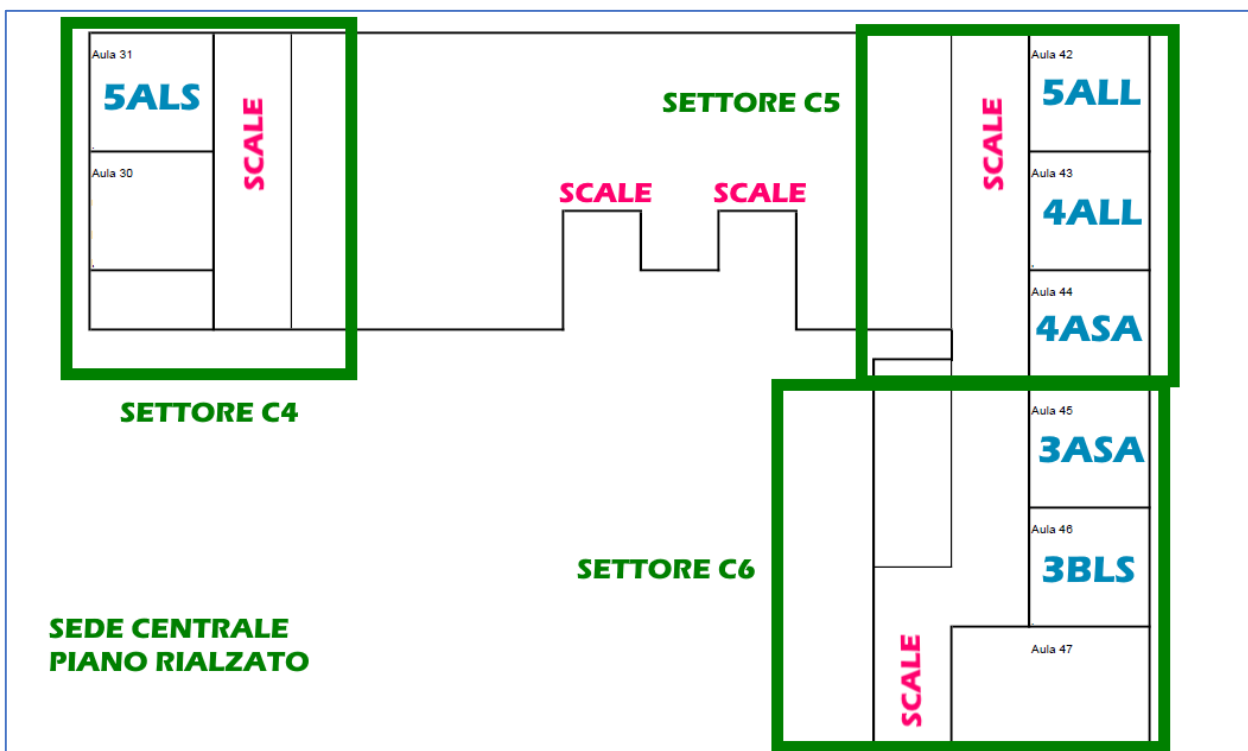 Aula 31
5ALS
SCALE
Aula 30
SETTORE C4
SCALE
SCALE
SETTORE C5
SCALE
Aula 42
5ALL
Aula 43
4ALL
Aula 44
4ASA
Aula 45
3ASA
Aula 46
3BLS
SETTORE C6
Aula 47
SCALE
SEDE CENTRALE
PIANO RIALZATO